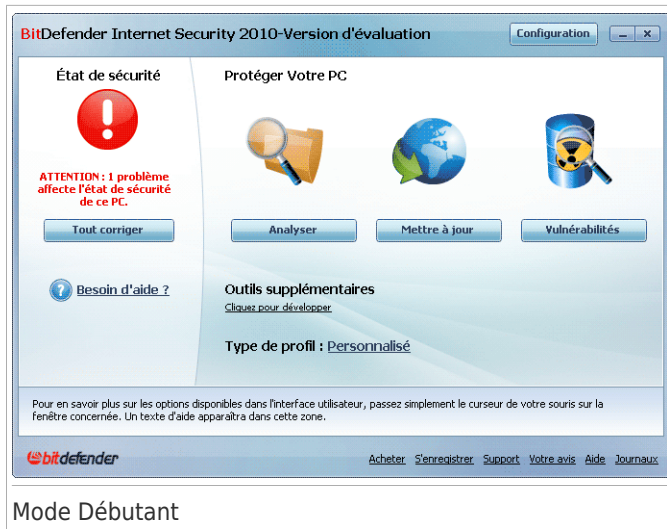 BitDefender Internet Security 2010-Version d'évaluation
Configuration
État de sécurité
ATTENTION : 1 problème
affecte l'état de sécurité
de ce PC.
Tout corriger
Besoin d'aide ?
Protéger Votre PC
Analyser
Mettre à jour
Vulnérabilités
Outils supplémentaires
Cliquez pour développer
Type de profil : Personnalisé
Pour en savoir plus sur les options disponibles dans l'interface utilisateur, passez simplement le curseur de votre souris sur la
fenêtre concernée. Un texte d'aide apparaîtra dans cette zone.
bitdefender
Acheter S'enregistrer Support Votre avis Aide Journaux
Mode Débutant